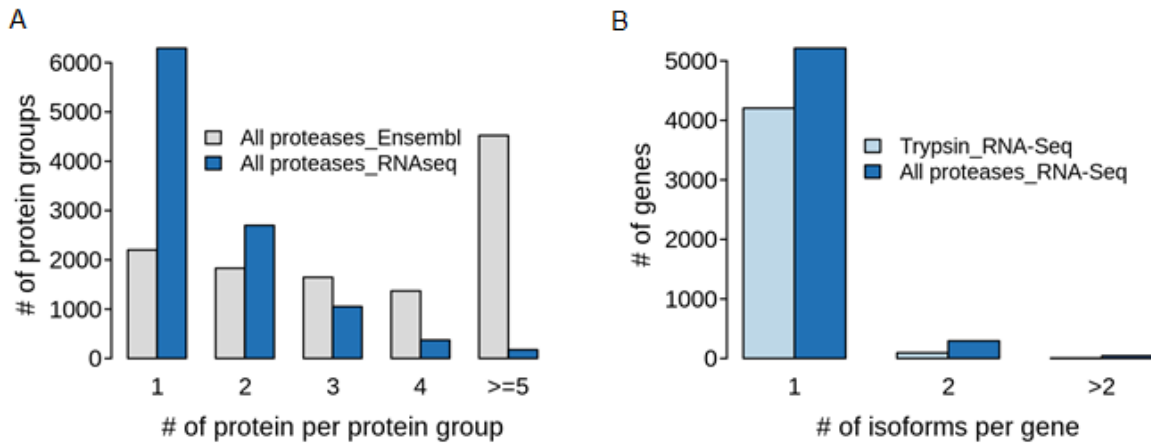 A
6000
5000
4000
3000
2000
1000
0
# of protein groups
All proteases_Ensembl
All proteases_RNAseq
1 2 3 4 >=5
# of protein per protein group
B
5000
4000
3000
2000
1000
0
# of genes
Trypsin_RNA-Seq
All proteases_RNA-Seq
1 2 >2
# of isoforms per gene